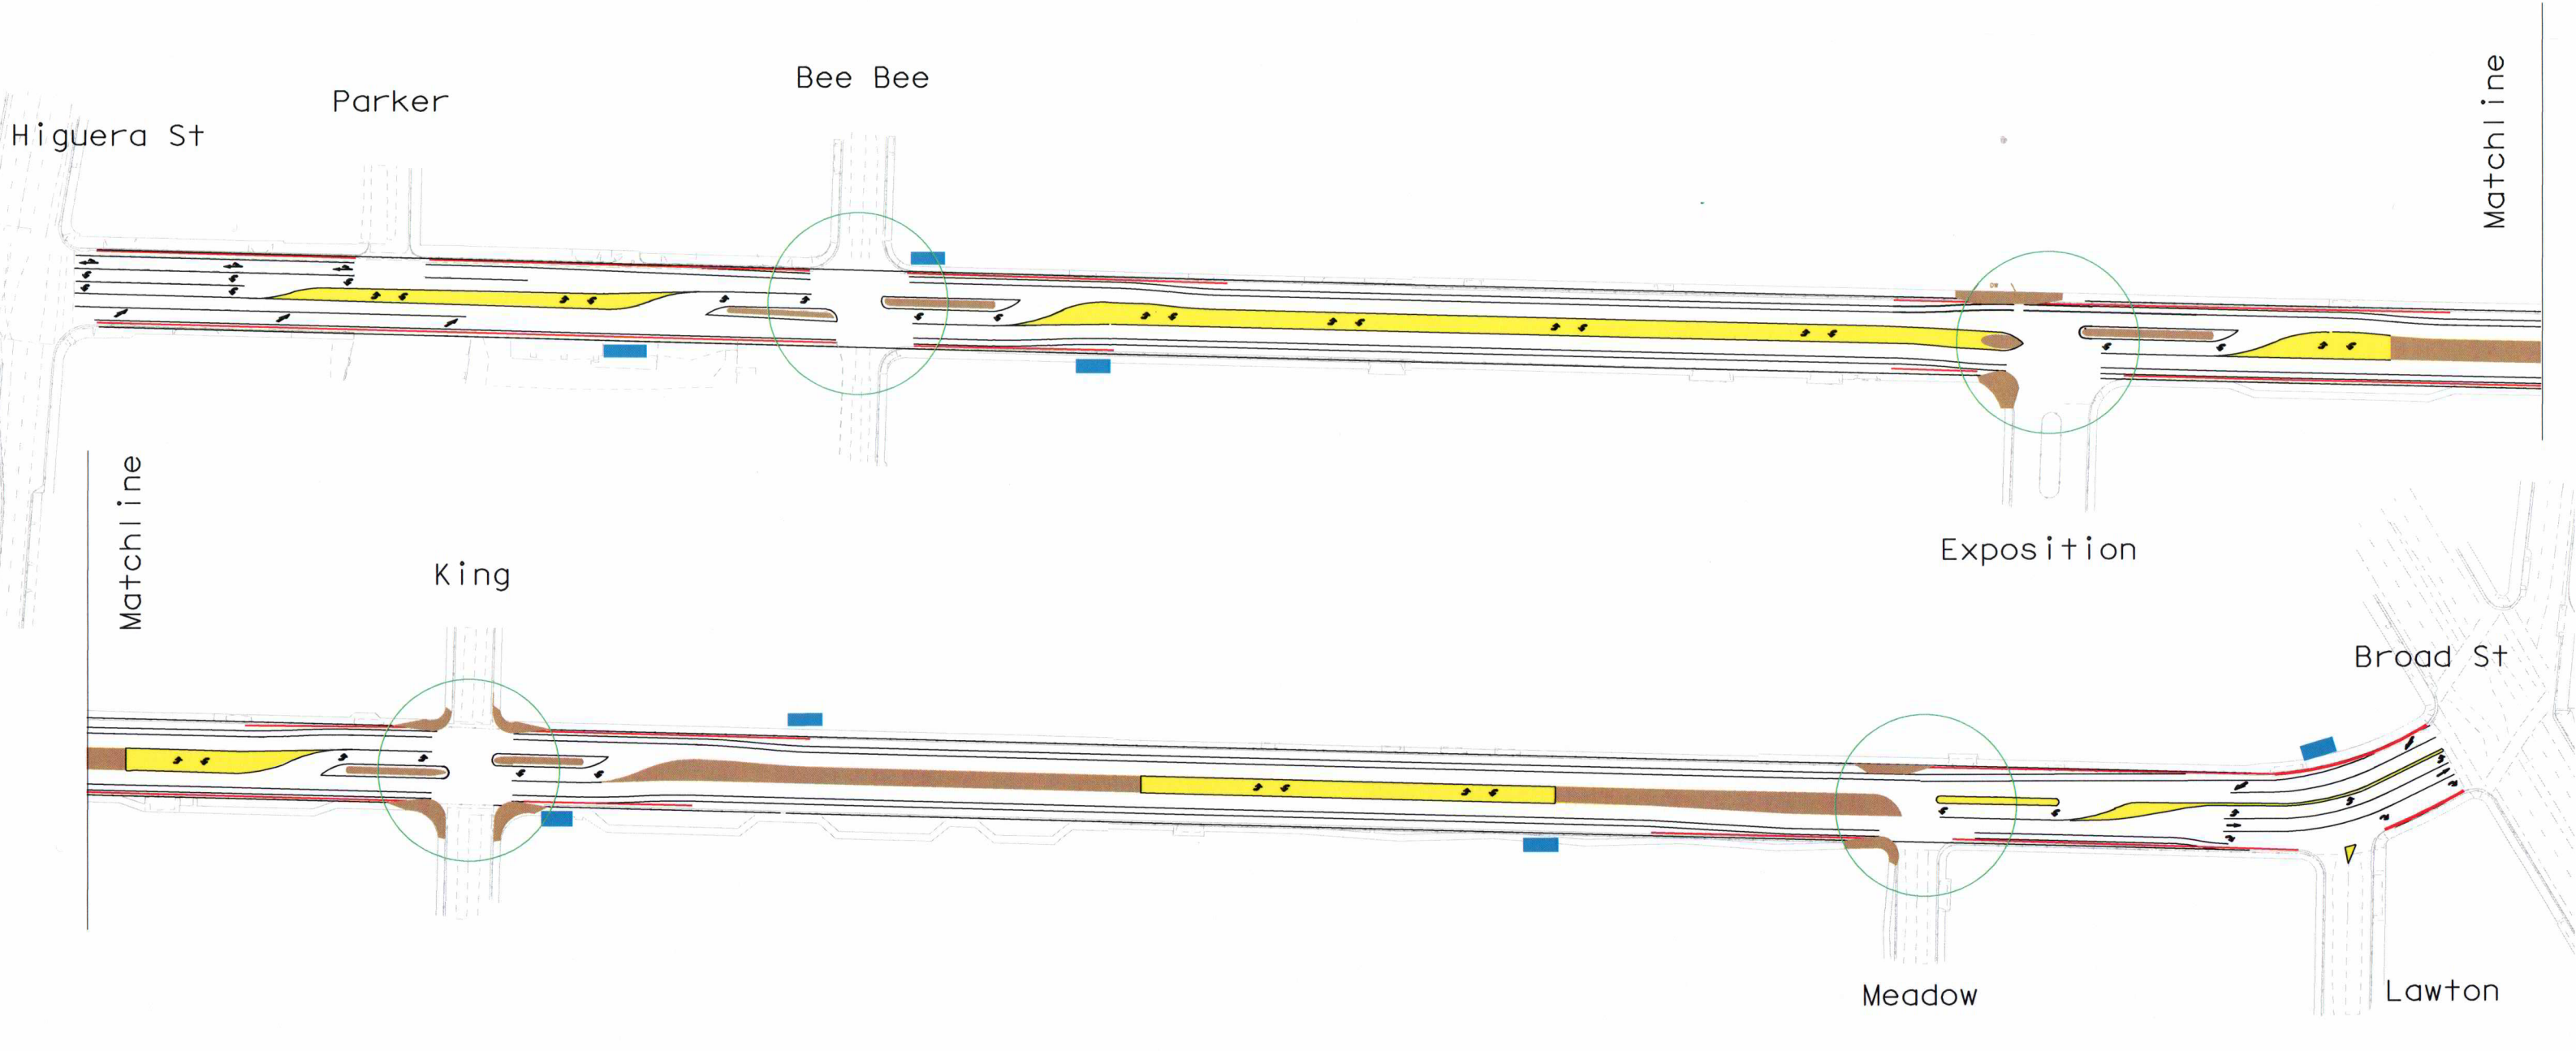 Bee Bee
Parker
Higuera St
Matchline
Exposition
Matchline
King
Broad St
Meadow
Lawton